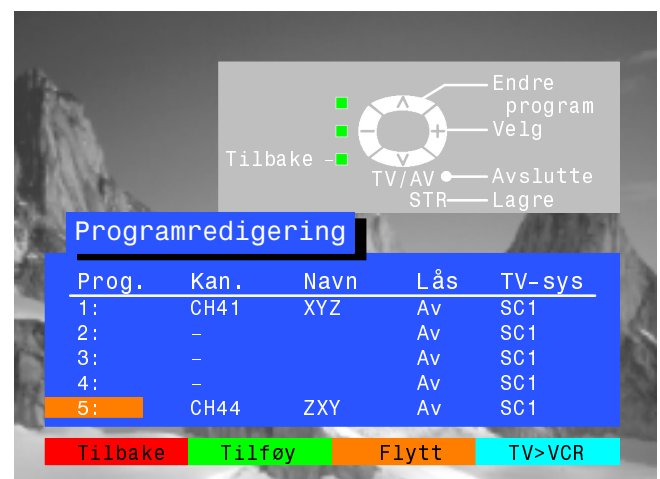 Endre
program
Velg
Tilbake
TV/AV Avslutte
STR Lagre
Programredigering
Prog. Kan. Navn Lås TV-sys
1: CH41 XYZ Av SC1
2: – Av SC1
3: – Av SC1
4: – Av SC1
5: CH44 ZXY Av SC1
Tilbake Tilføy Flytt TV>VCR